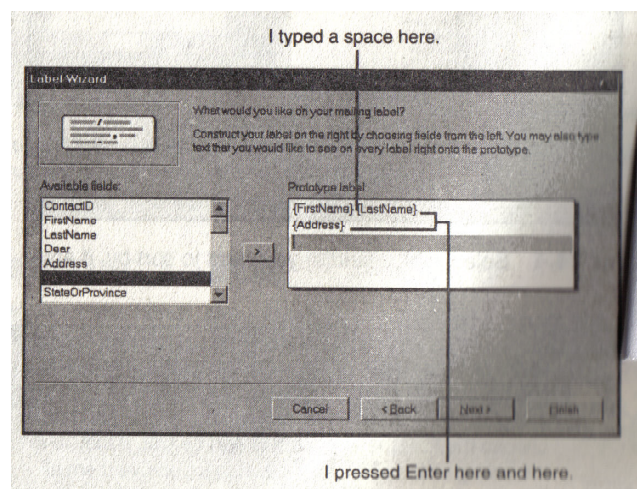 I typed a space here.
Label Wizard
What would you like on your mailing label?
Construct your label on the right by choosing fields from the left. You may also type
text that you would like to see on every label right onto the prototype.
Available fields:
Prototype label
ContactID
FirstName
LastName
Dear
Address
StateOrProvince
>
{FirstName} {LastName}
{Address}
Cancel
< Back
Next >
Finish
I pressed Enter here and here.